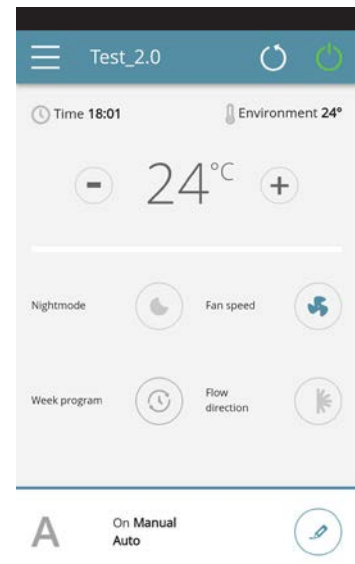 Test_2.0
Time 18:01
Environment 24°
24°C
Nightmode
Fan speed
Week program
Flow
direction
A
On Manual
Auto